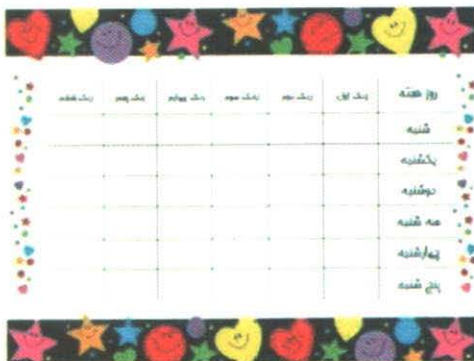 روز هفته زنگ اول زنگ دوم زنگ سوم زنگ چهارم زنگ پنجم زنگ ششم
شنبه
یکشنبه
دوشنبه
سه شنبه
چهارشنبه
پنج شنبه